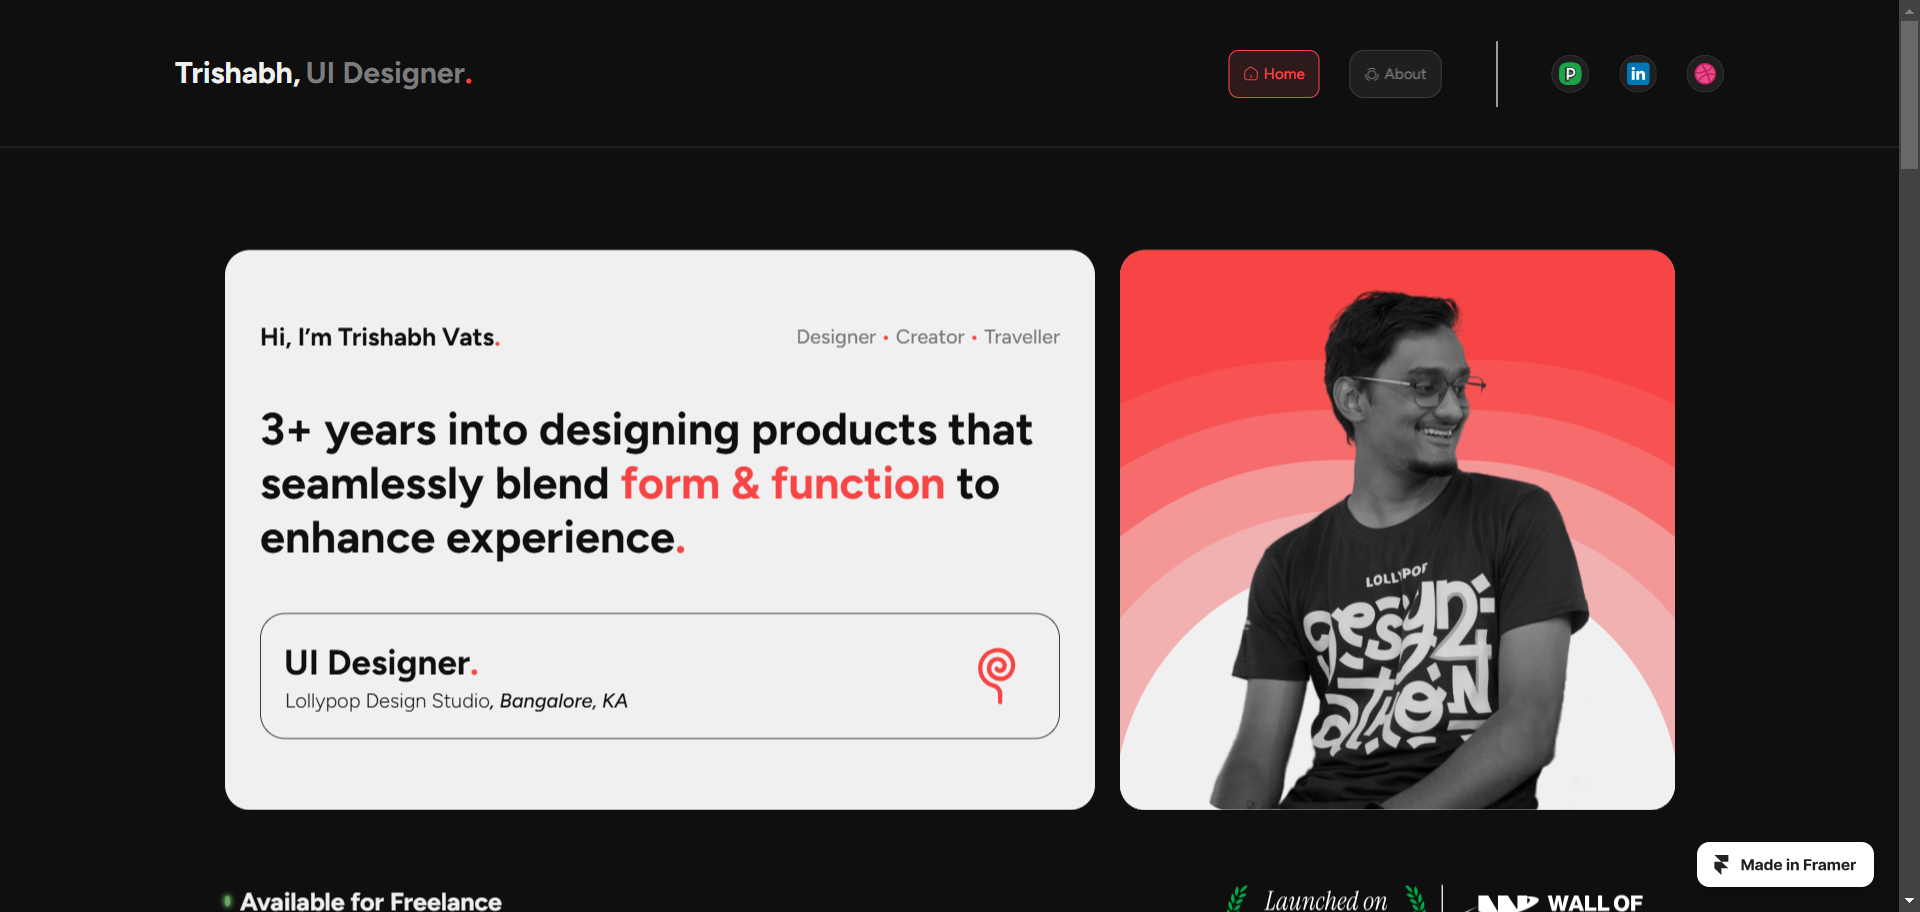 Trishabh, UI Designer.
Home
About
P
in
Hi, I’m Trishabh Vats.
Designer • Creator • Traveller
3+ years into designing products that
seamlessly blend form & function to
enhance experience.
UI Designer.
Lollypop Design Studio, Bangalore, KA
LOLLYPOP
Made in Framer
Available for Freelance
Launched on
WALL OF